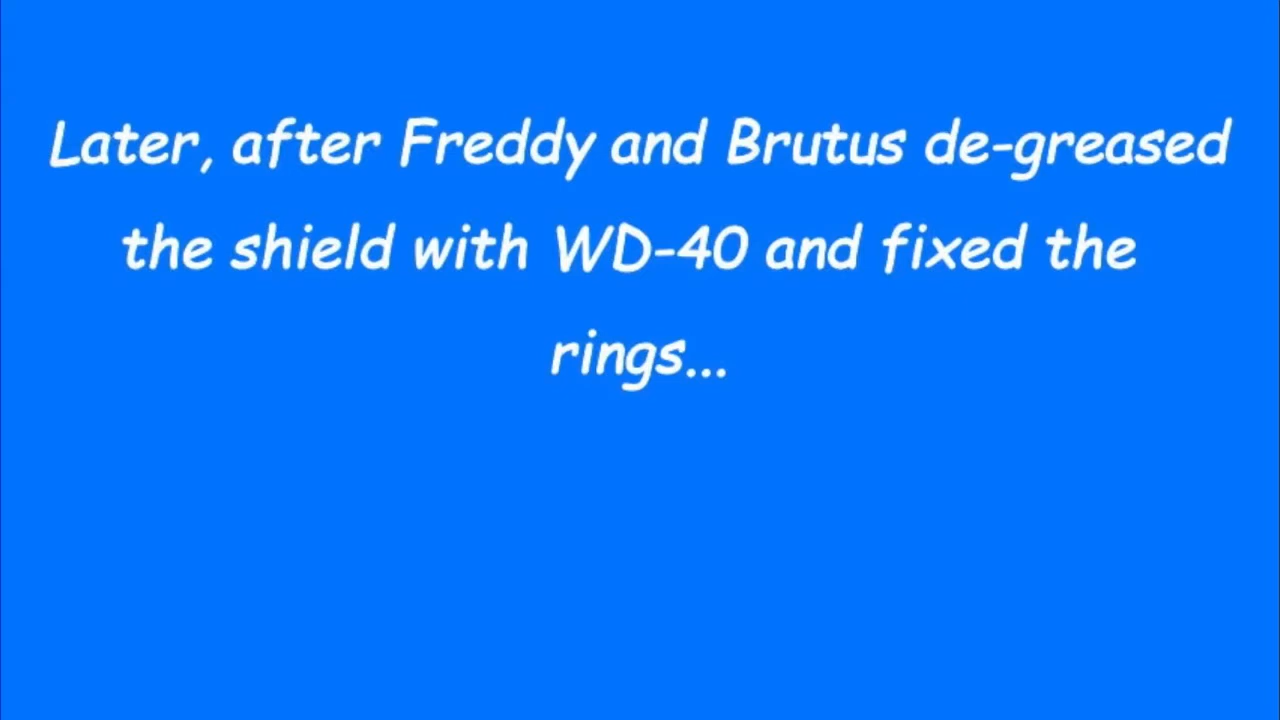 Later, after Freddy and Brutus de-greased
the shield with WD-40 and fixed the
rings...